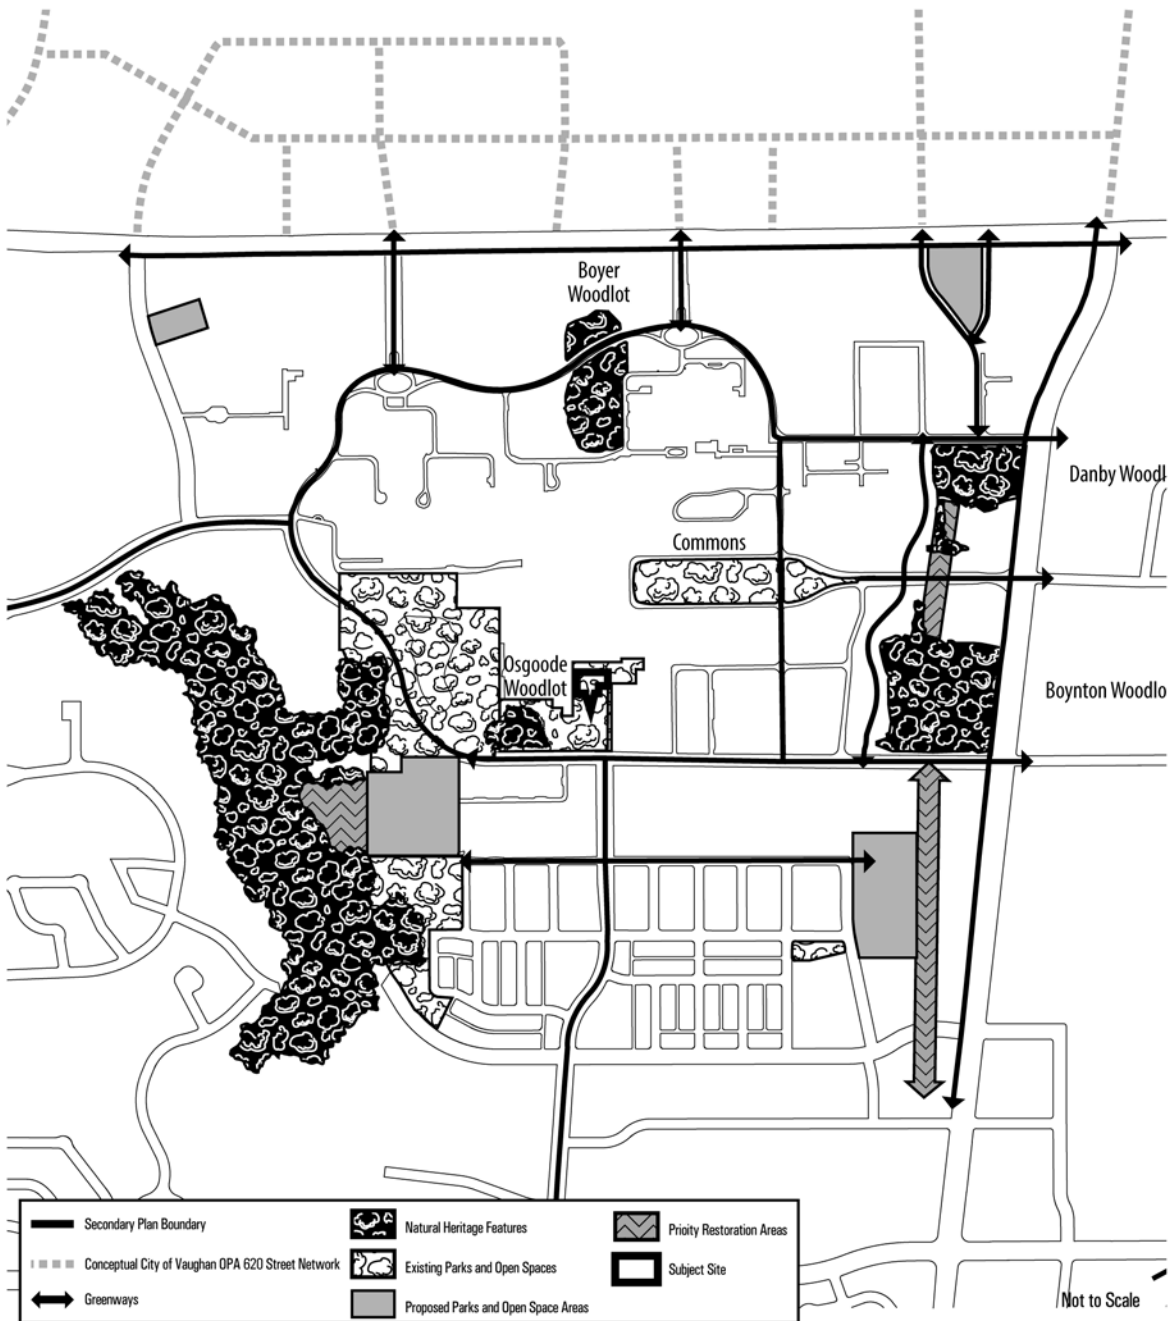 Boyer
Woodlot
Danby Woodl
Commons
Osgoode
Woodlot
Boynton Woodlo
Secondary Plan Boundary
Conceptual City of Vaughan OPA 620 Street Network
Greenways
Natural Heritage Features
Existing Parks and Open Spaces
Proposed Parks and Open Space Areas
Prioity Restoration Areas
Subject Site
Not to Scale